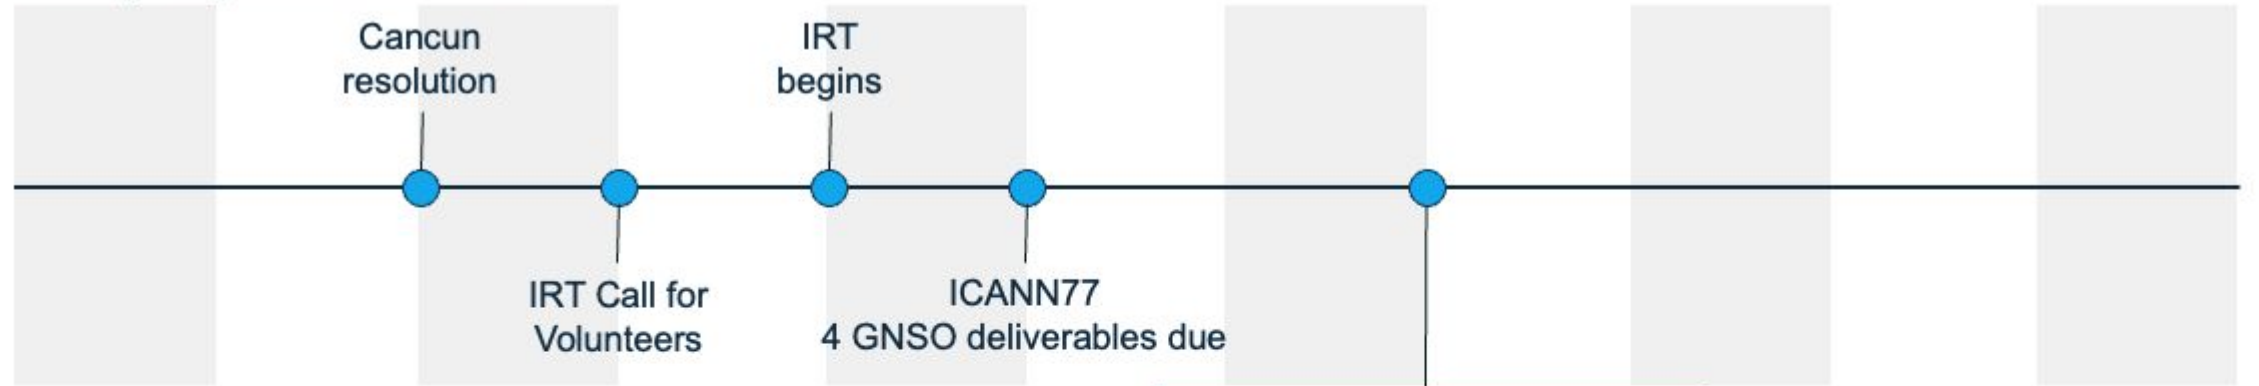 Cancun
resolution
IRT
begins
IRT Call for
Volunteers
ICANN77
4 GNSO deliverables due